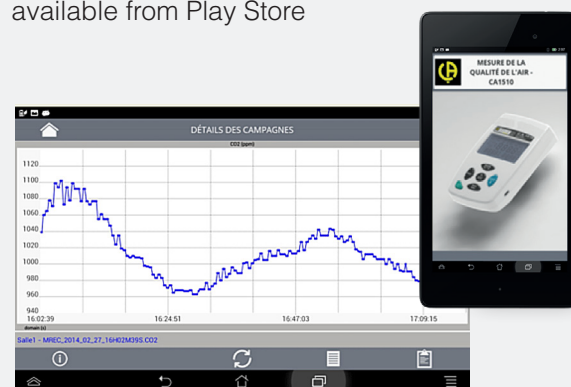 available from Play Store
DÉTAILS DES CAMPAGNES
CO2 (ppm)
1120
1100
1080
1060
1040
1020
1000
980
960
940
16:02:39
16:24:51
16:47:03
17:09:15
domain (s)
Salle1 - MREC_2014_02_27_16H02M39S.CO2
MESURE DE LA
QUALITÉ DE L'AIR -
CA1510